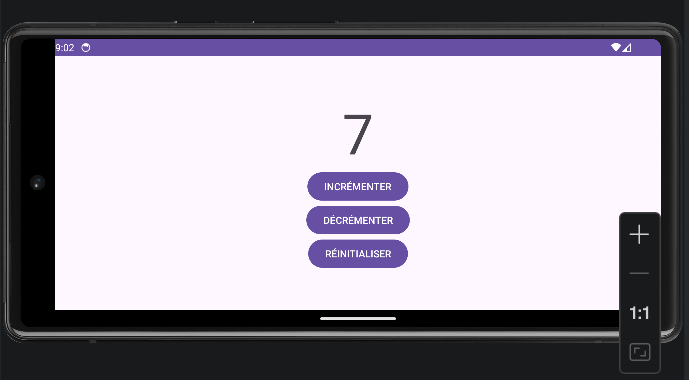 9:02
7
INCRÉMENTER
DÉCRÉMENTER
RÉINITIALISER
1:1